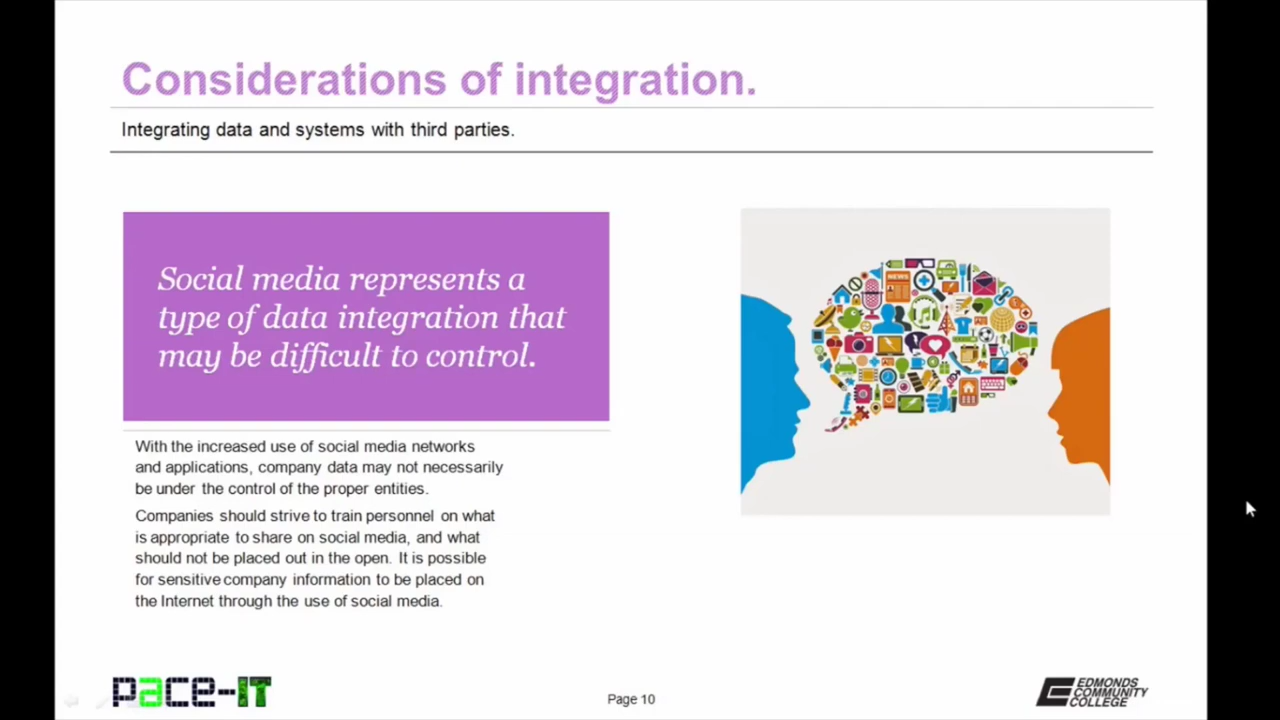 Considerations of integration.
Integrating data and systems with third parties.
Social media represents a
type of data integration that
may be difficult to control.
NEWS
With the increased use of social media networks
and applications, company data may not necessarily
be under the control of the proper entities.
Companies should strive to train personnel on what
is appropriate to share on social media, and what
should not be placed out in the open. It is possible
for sensitive company information to be placed on
the Internet through the use of social media.
pace-IT
Page 10
EDMONDS
COMMUNITY
COLLEGE